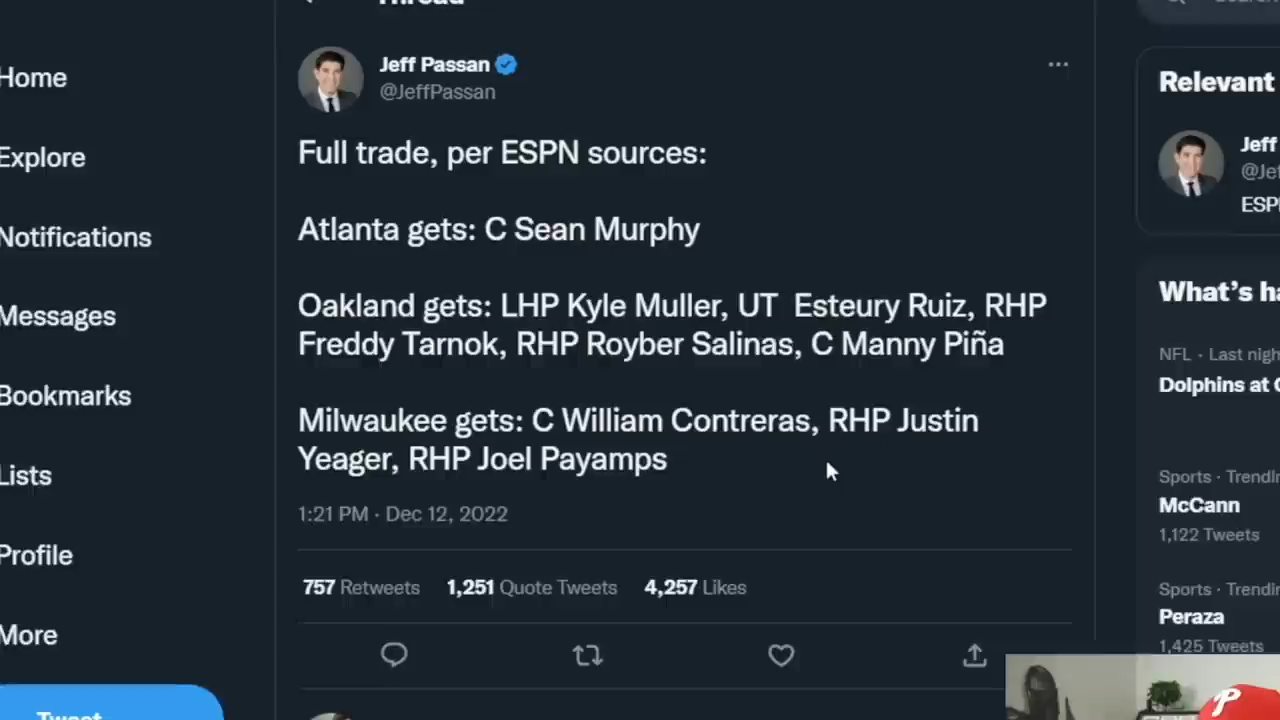 Thread
Home
Explore
Notifications
Messages
Bookmarks
Lists
Profile
More
Tweet
Jeff Passan
@JeffPassan
Full trade, per ESPN sources:
Atlanta gets: C Sean Murphy
Oakland gets: LHP Kyle Muller, UT Esteury Ruiz, RHP
Freddy Tarnok, RHP Royber Salinas, C Manny Piña
Milwaukee gets: C William Contreras, RHP Justin
Yeager, RHP Joel Payamps
1:21 PM · Dec 12, 2022
757 Retweets 1,251 Quote Tweets 4,257 Likes
Relevant
Jeff
@Jef
ESP
What's ha
NFL · Last nigh
Dolphins at
Sports · Trendin
McCann
1,122 Tweets
Sports · Trendin
Peraza
1,425 Tweets
P